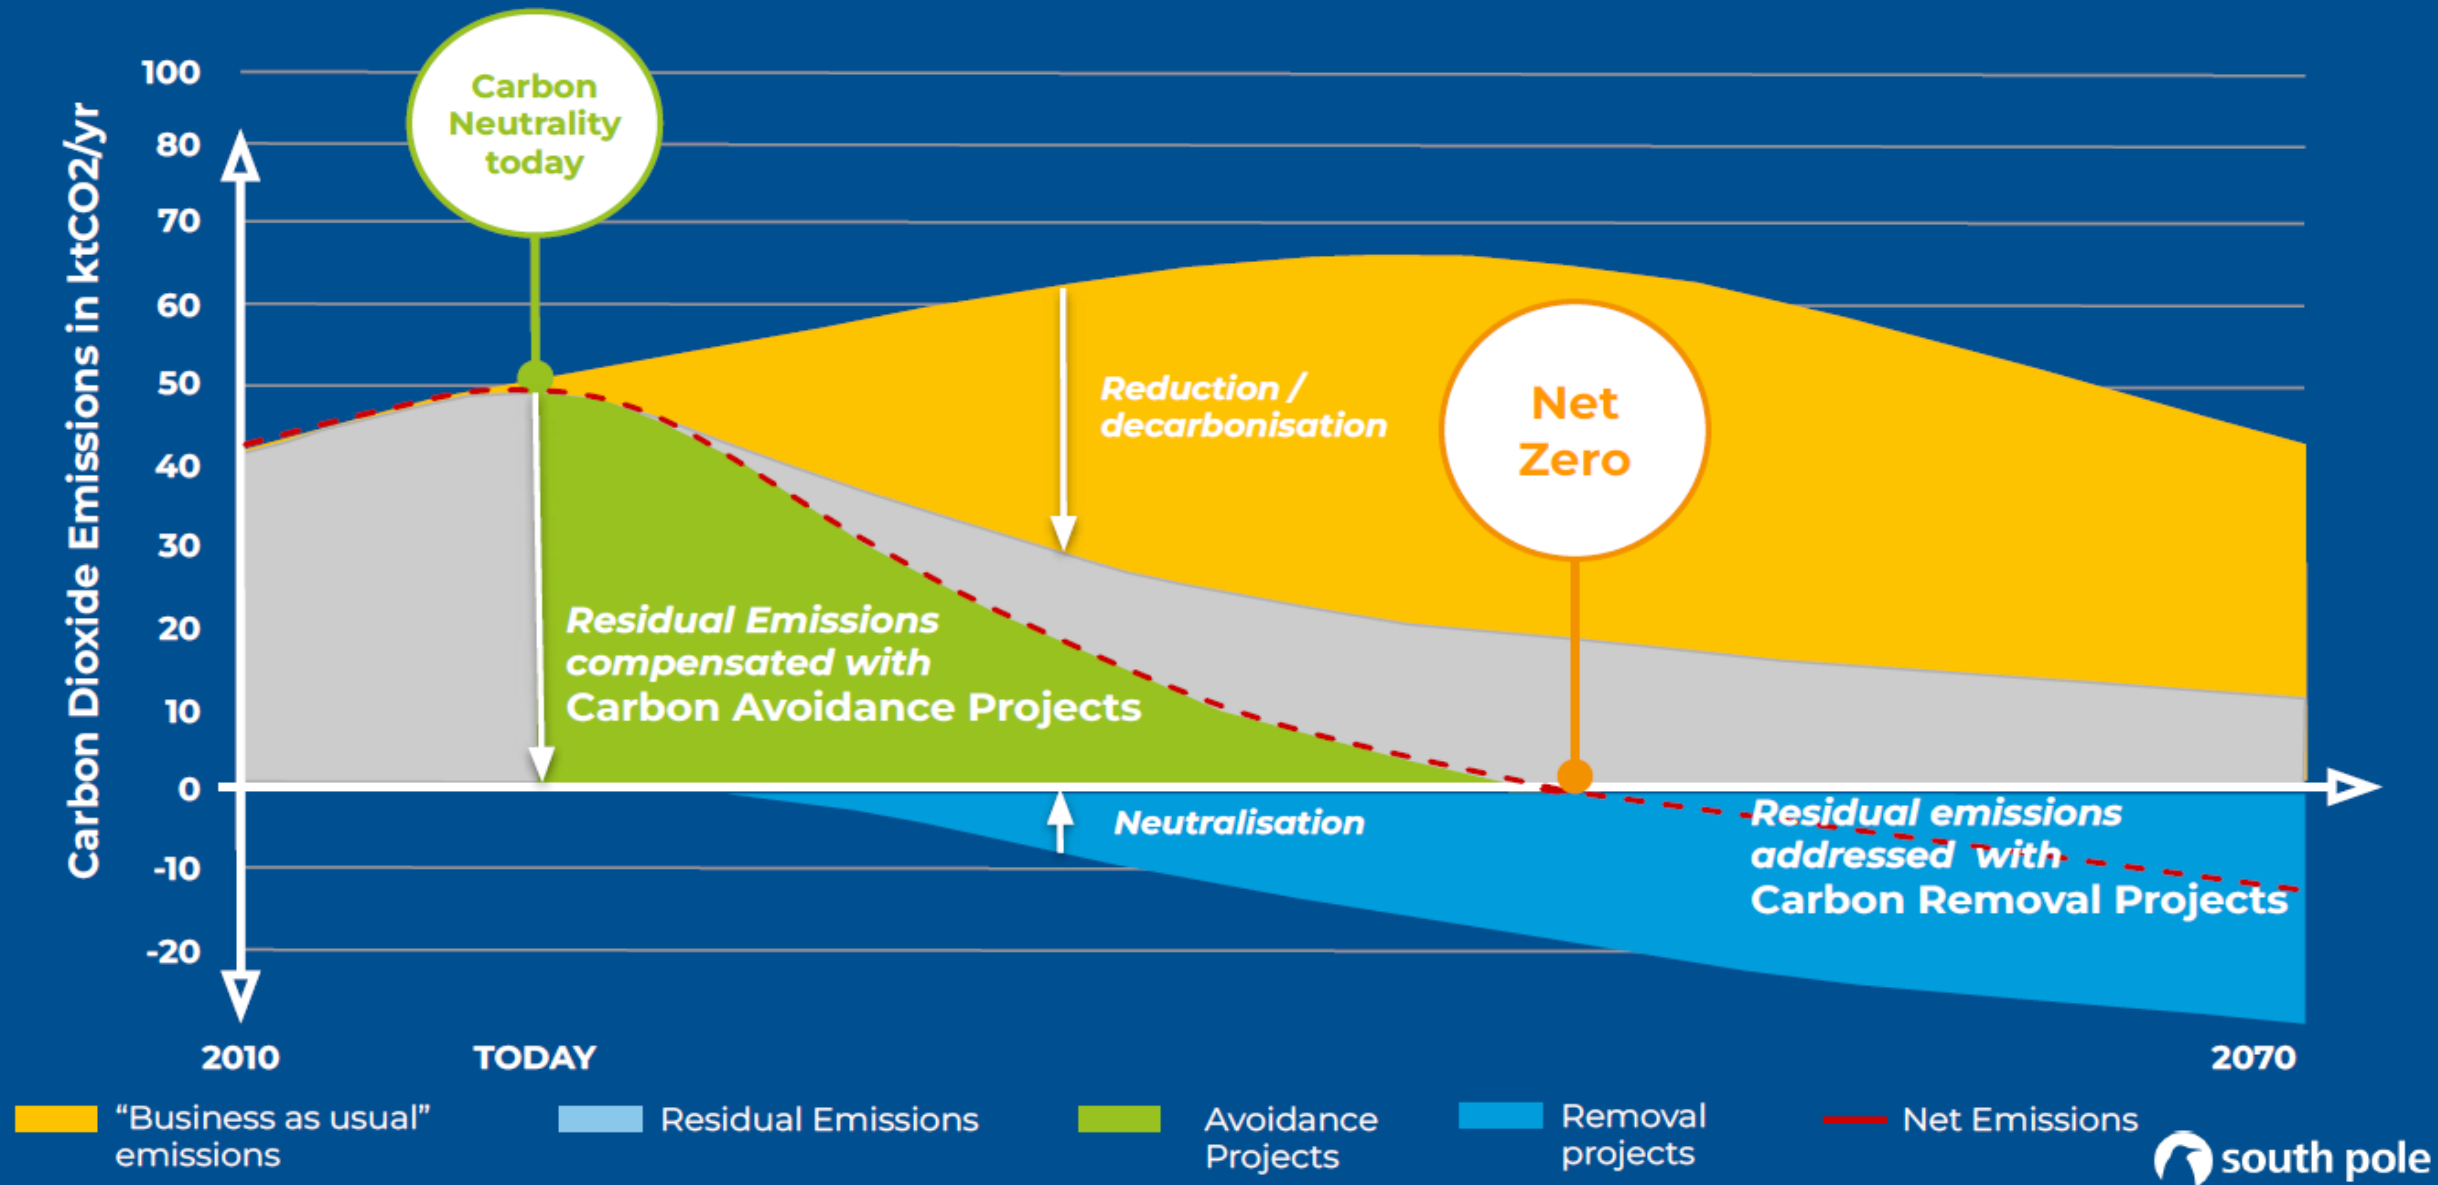 Carbon Dioxide Emissions in ktCO2/yr
100
80
70
60
50
40
30
20
10
0
-10
-20
Carbon
Neutrality
today
Reduction /
decarbonisation
Net
Zero
Residual Emissions
compensated with
Carbon Avoidance Projects
Neutralisation
Residual emissions
addressed with
Carbon Removal Projects
2010
TODAY
2070
“Business as usual”
emissions
Residual Emissions
Avoidance
Projects
Removal
projects
Net Emissions
south pole